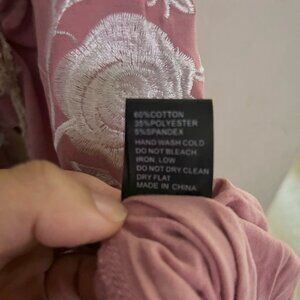 60%COTTON
35%POLYESTER
5%SPANDEX
HAND WASH COLD
DO NOT BLEACH
IRON, LOW
DO NOT DRY CLEAN
DRY FLAT
MADE IN CHINA